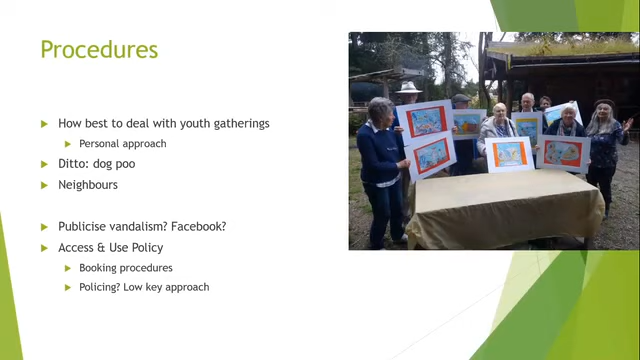 Procedures
How best to deal with youth gatherings
Personal approach
Ditto: dog poo
Neighbours
Publicise vandalism? Facebook?
Access & Use Policy
Booking procedures
Policing? Low key approach